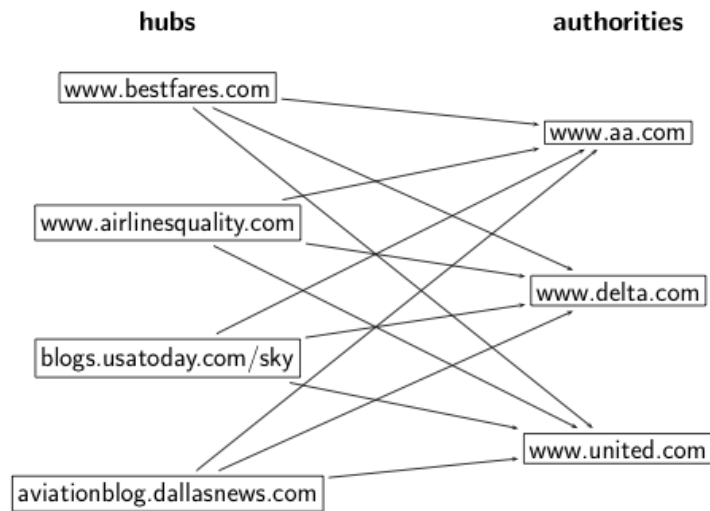 hubs
authorities
www.bestfares.com
www.aa.com
www.airlinesquality.com
www.delta.com
blogs.usatoday.com/sky
www.united.com
aviationblog.dallasnews.com